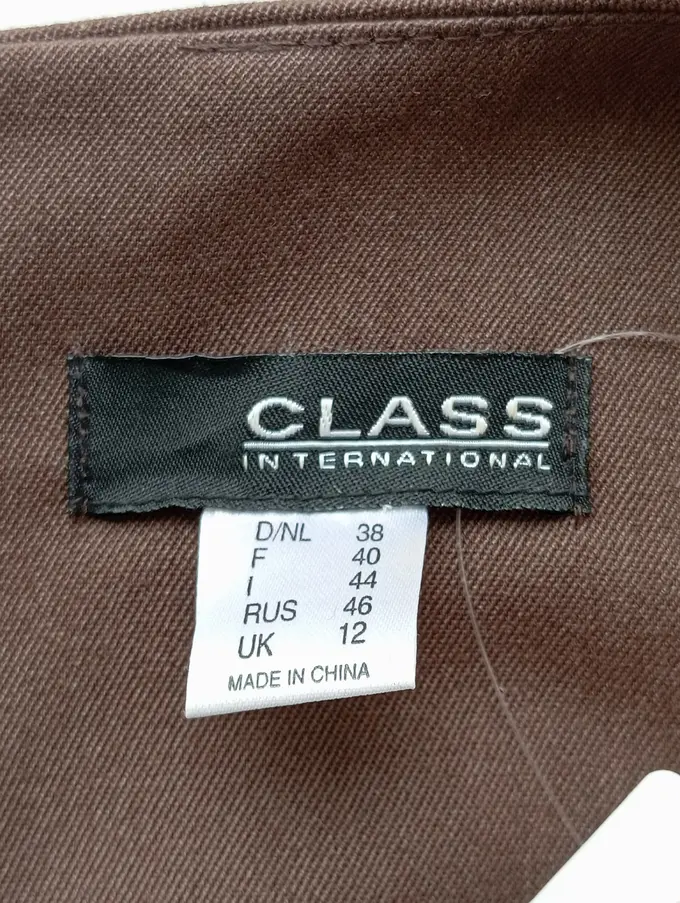 CLASS
INTERNATIONAL
D/NL 38
F 40
I 44
RUS 46
UK 12
MADE IN CHINA